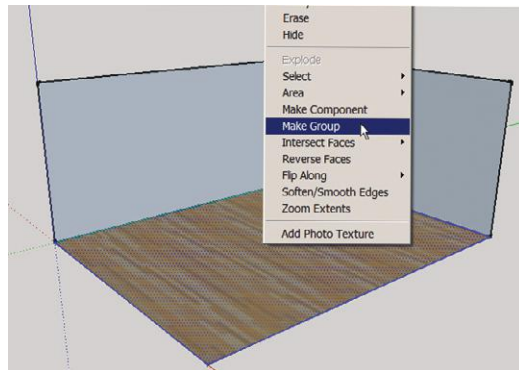 Erase
Hide
Explode
Select
Area
Make Component
Make Group
Intersect Faces
Reverse Faces
Flip Along
Soften/Smooth Edges
Zoom Extents
Add Photo Texture